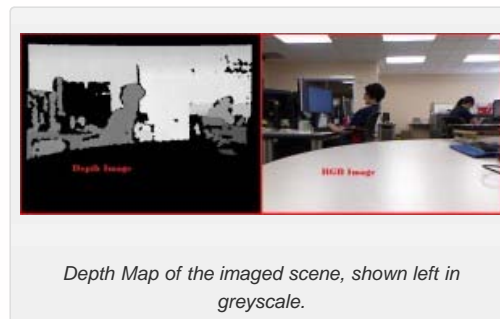 Depth Image
RGB Image
Depth Map of the imaged scene, shown left in
greyscale.